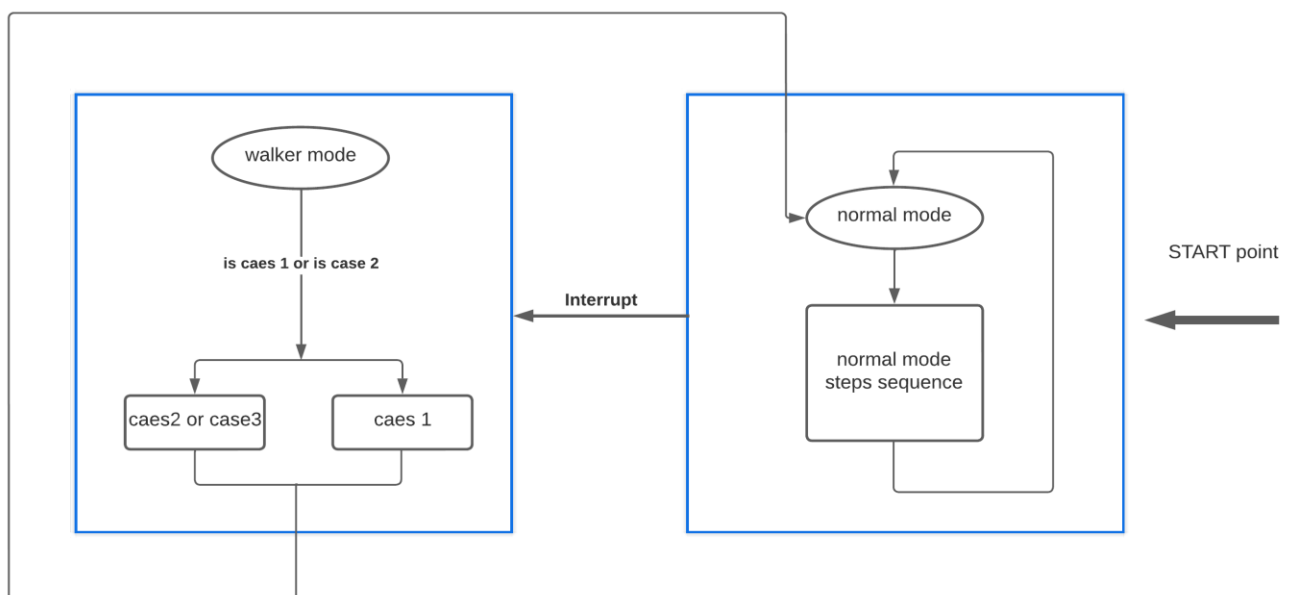 walker mode
is caes 1 or is case 2
caes2 or case3
caes 1
Interrupt
normal mode
normal mode
steps sequence
START point